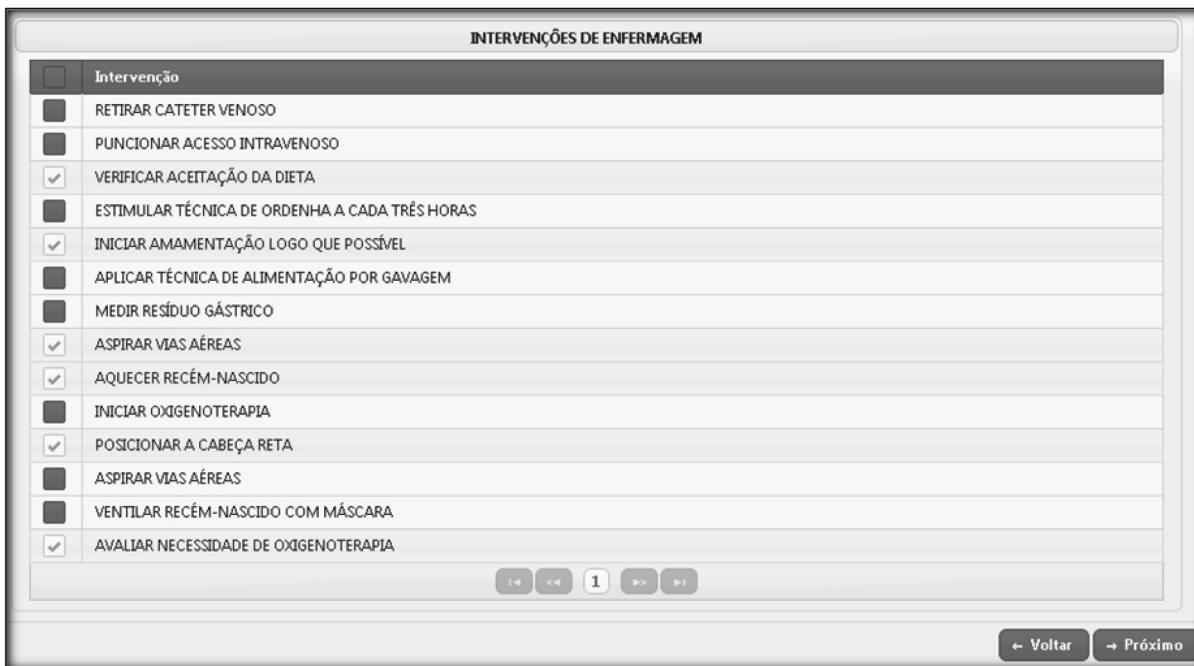 INTERVENÇÕES DE ENFERMAGEM
Intervenção
RETIRAR CATETER VENOSO
PUNCIONAR ACESSO INTRAVENOSO
VERIFICAR ACEITAÇÃO DA DIETA
ESTIMULAR TÉCNICA DE ORDENHA A CADA TRÊS HORAS
INICIAR AMAMENTAÇÃO LOGO QUE POSSÍVEL
APLICAR TÉCNICA DE ALIMENTAÇÃO POR GAVAGEM
MEDIR RESÍDUO GÁSTRICO
ASPIRAR VIAS AÉREAS
AQUECER RECÉM-NASCIDO
INICIAR OXIGENOTERAPIA
POSICIONAR A CABEÇA RETA
ASPIRAR VIAS AÉREAS
VENTILAR RECÉM-NASCIDO COM MÁSCARA
AVALIAR NECESSIDADE DE OXIGENOTERAPIA
1
← Voltar → Próximo